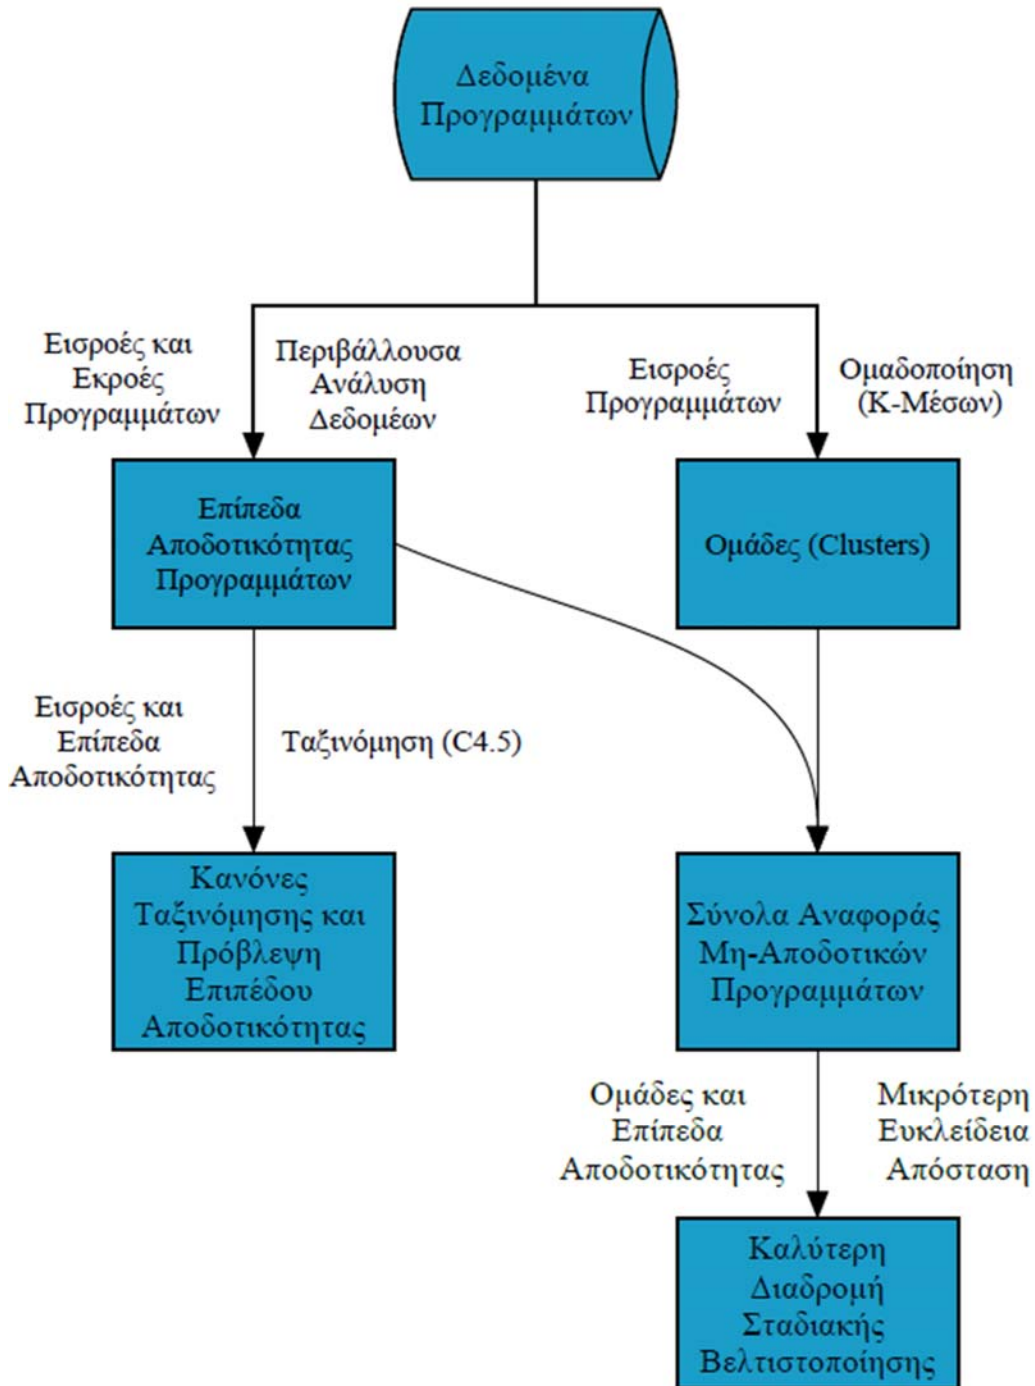 Δεδομένα
Προγραμμάτων
Εισροές και
Εκροές
Προγραμμάτων
Περιβάλλουσα
Ανάλυση
Δεδομέων
Εισροές
Προγραμμάτων
Ομαδοποίηση
(Κ-Μέσων)
Επίπεδα
Αποδοτικότητας
Προγραμμάτων
Ομάδες (Clusters)
Εισροές και
Επίπεδα
Αποδοτικότητας
Ταξινόμηση (C4.5)
Κανόνες
Ταξινόμησης και
Πρόβλεψη
Επιπέδου
Αποδοτικότητας
Σύνολα Αναφοράς
Μη-Αποδοτικών
Προγραμμάτων
Ομάδες και
Επίπεδα
Αποδοτικότητας
Μικρότερη
Ευκλείδεια
Απόσταση
Καλύτερη
Διαδρομή
Σταδιακής
Βελτιστοποίησης